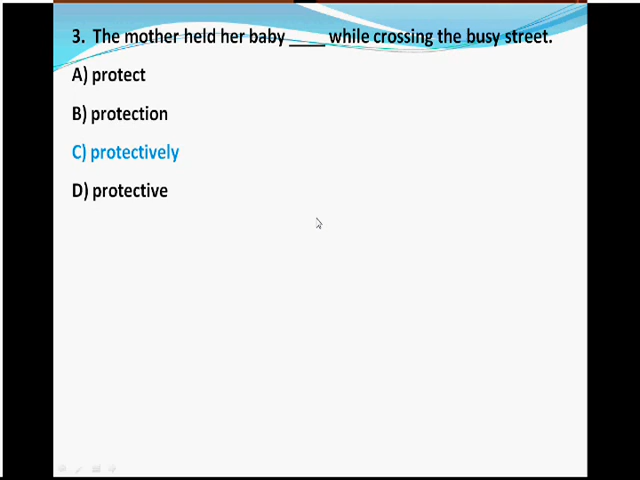 3. The mother held her baby ____ while crossing the busy street.
A) protect
B) protection
C) protectively
D) protective